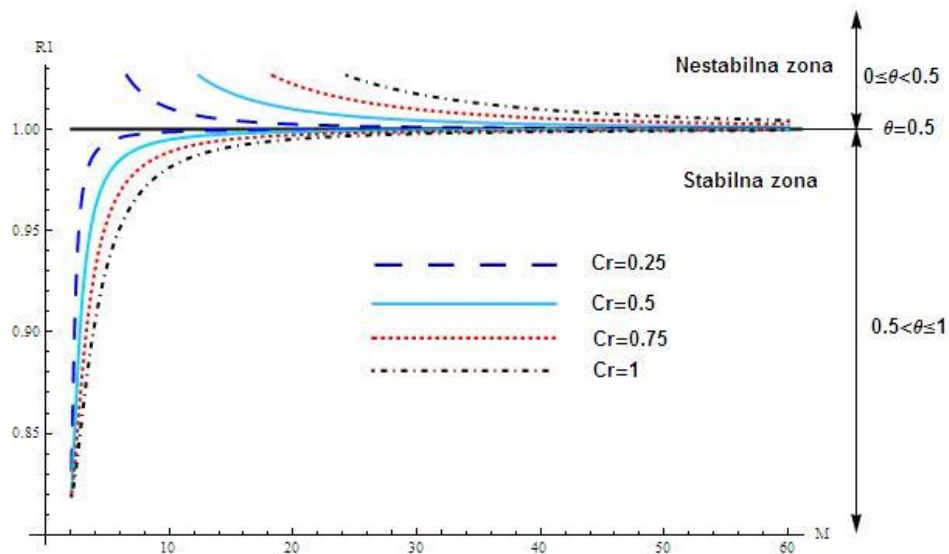 R1
Nestabilna zona
0≤θ<0.5
1.00
θ=0.5
Stabilna zona
0.95
Cr=0.25
Cr=0.5
0.90
0.5<θ≤1
Cr=0.75
Cr=1
0.85
M
10 20 30 40 50 60